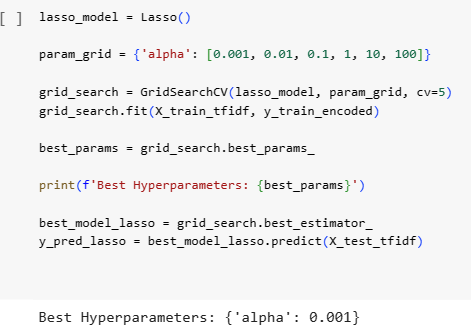 [ ] lasso_model = Lasso()
param_grid = {'alpha': [0.001, 0.01, 0.1, 1, 10, 100]}
grid_search = GridSearchCV(lasso_model, param_grid, cv=5)
grid_search.fit(X_train_tfidf, y_train_encoded)
best_params = grid_search.best_params_
print(f'Best Hyperparameters: {best_params}')
best_model_lasso = grid_search.best_estimator_
y_pred_lasso = best_model_lasso.predict(X_test_tfidf)
Best Hyperparameters: {'alpha': 0.001}